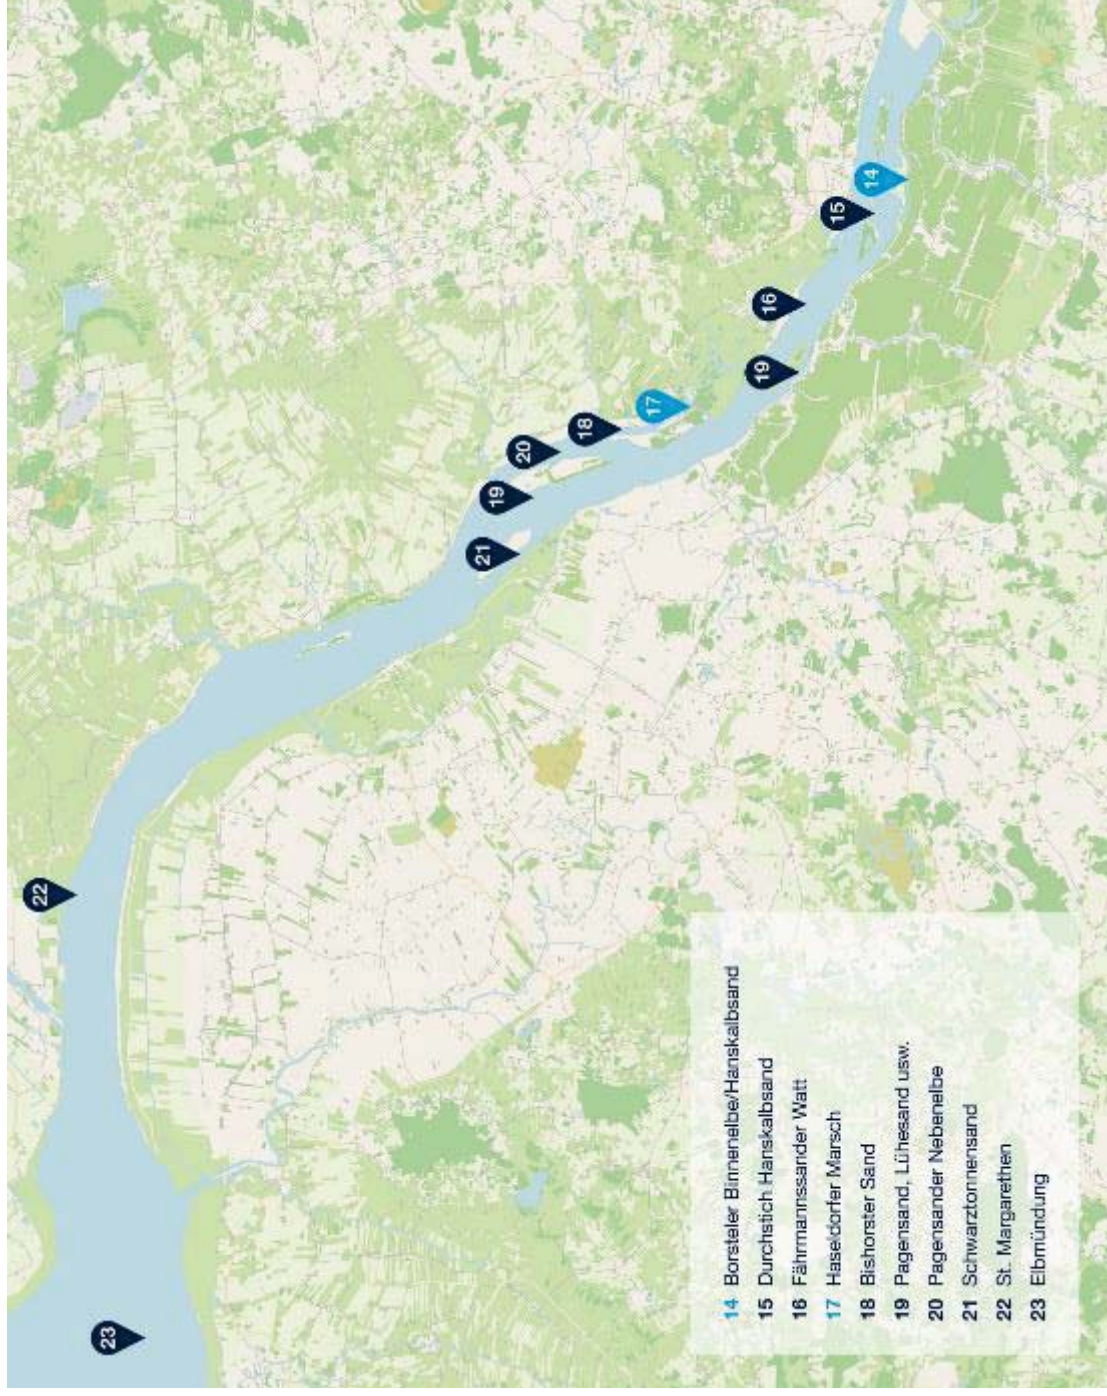 22
23
21
19
20
18
17
19
16
15
14
14 Borsteler Binnenelbe/Hanskalbsand
15 Durchstich Hanskalbsand
16 Fährmannssander Watt
17 Haseldorfer Marsch
18 Bishorster Sand
19 Pagensand, Lühesand usw.
20 Pagensander Nebenelbe
21 Schwarztonnensand
22 St. Margarethen
23 Elbmündung